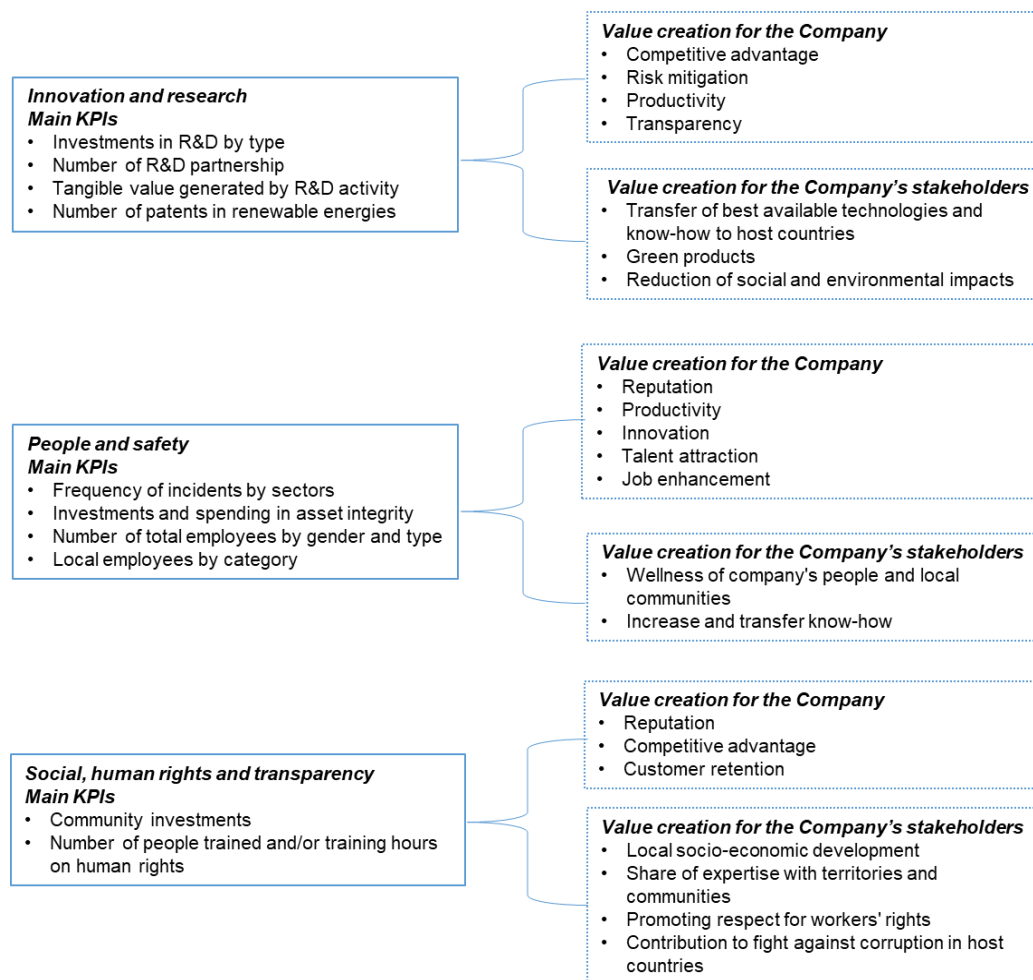 Innovation and research
Main KPIs
• Investments in R&D by type
• Number of R&D partnership
• Tangible value generated by R&D activity
• Number of patents in renewable energies
Value creation for the Company
• Competitive advantage
• Risk mitigation
• Productivity
• Transparency
Value creation for the Company's stakeholders
• Transfer of best available technologies and
know-how to host countries
• Green products
• Reduction of social and environmental impacts
People and safety
Main KPIs
• Frequency of incidents by sectors
• Investments and spending in asset integrity
• Number of total employees by gender and type
• Local employees by category
Value creation for the Company
• Reputation
• Productivity
• Innovation
• Talent attraction
• Job enhancement
Value creation for the Company's stakeholders
• Wellness of company's people and local
communities
• Increase and transfer know-how
Social, human rights and transparency
Main KPIs
• Community investments
• Number of people trained and/or training hours
on human rights
Value creation for the Company
• Reputation
• Competitive advantage
• Customer retention
Value creation for the Company's stakeholders
• Local socio-economic development
• Share of expertise with territories and
communities
• Promoting respect for workers' rights
• Contribution to fight against corruption in host
countries